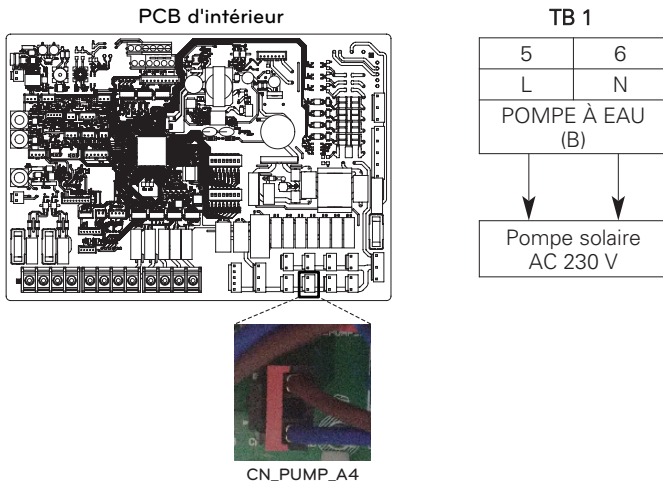 PCB d'intérieur
TB 1
5 6
L N
POMPE À EAU
(B)
Pompe solaire
AC 230 V
CN_PUMP_A4